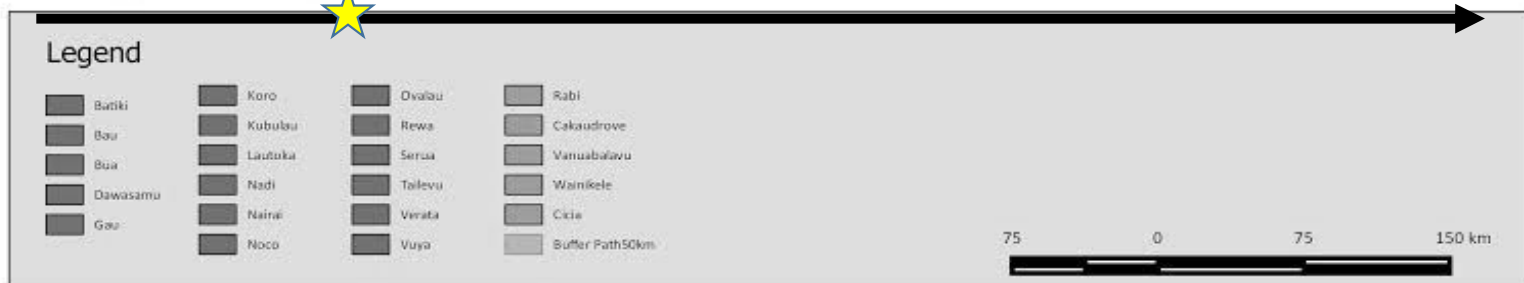 Legend
Batiki
Bau
Bua
Dawasamu
Gau
Koro
Kubulau
Lautoka
Nadi
Nairai
Noco
Ovalau
Rewa
Serua
Tailevu
Verata
Vuya
Rabi
Cakaudrove
Vanuabalavu
Wainikele
Cicia
Buffer Path50km
75 0 75 150 km